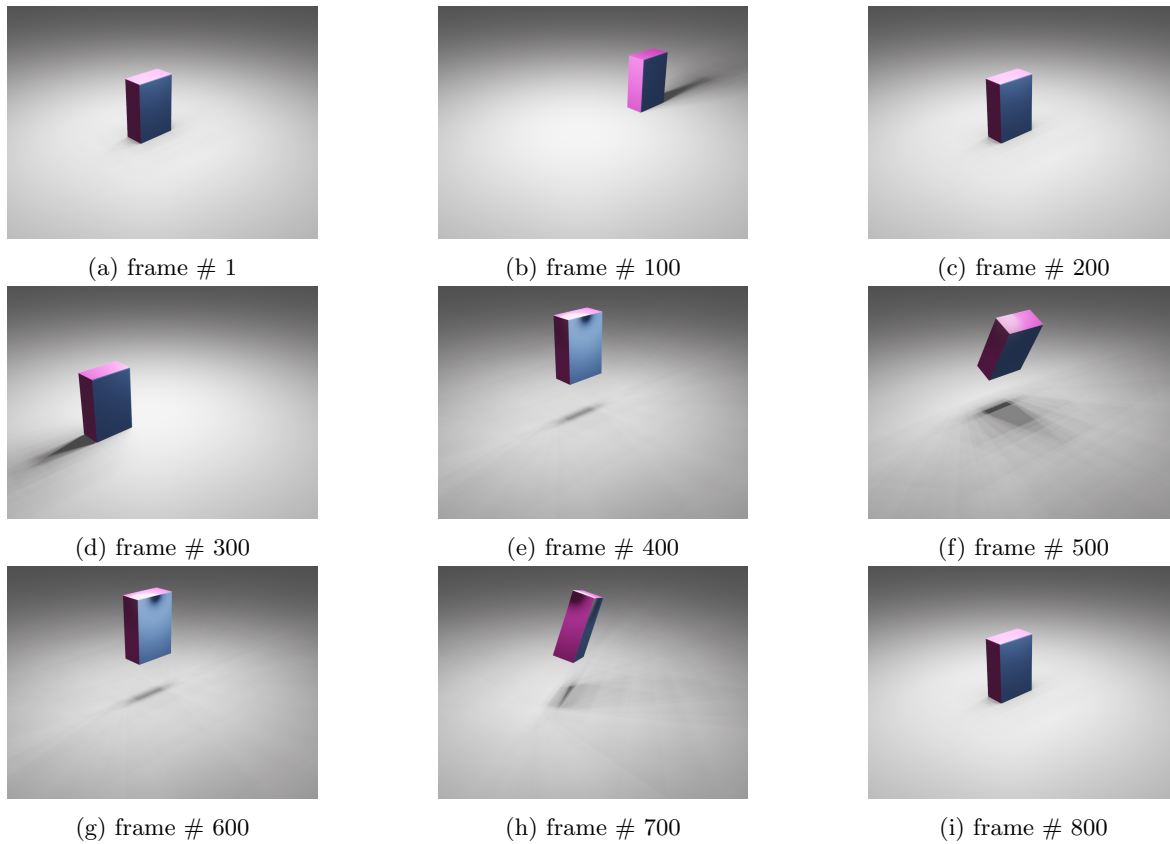 (a) frame # 1
(b) frame # 100
(c) frame # 200
(d) frame # 300
(e) frame # 400
(f) frame # 500
(g) frame # 600
(h) frame # 700
(i) frame # 800